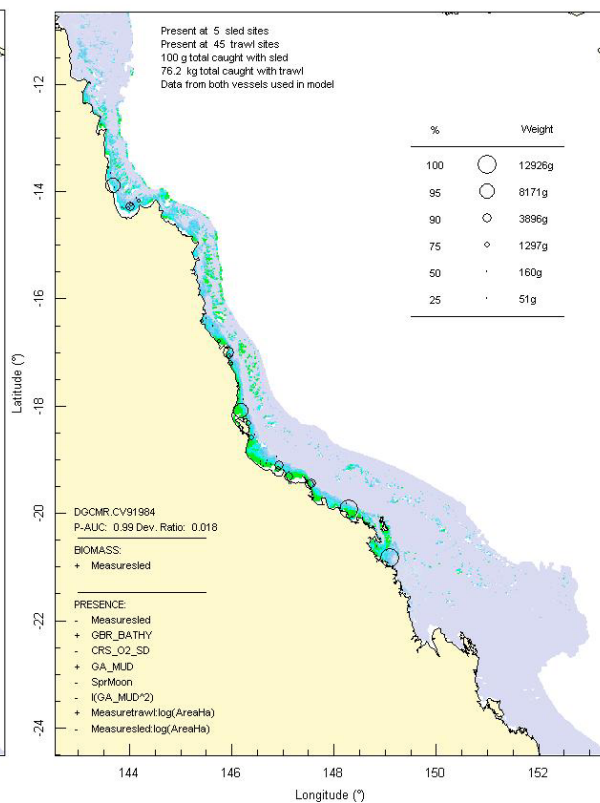 Present at 5 sled sites
Present at 45 trawl sites
100 g total caught with sled
76.2 kg total caught with trawl
Data from both vessels used in model
% Weight
100 12926g
95 8171g
90 3896g
75 1297g
50 160g
25 51g
-12
-14
-16
-18
-20
-22
-24
Latitude (°)
DGCMR.CV91984
P-AUC: 0.99 Dev. Ratio: 0.018
BIOMASS:
+ Measuresled
PRESENCE:
- Measuresled
+ GBR_BATHY
- CRS_O2_SD
+ GA_MUD
- SprMoon
- I(GA_MUD^2)
+ Measuretrawl:log(AreaHa)
- Measuresled:log(AreaHa)
144 146 148 150 152
Longitude (°)